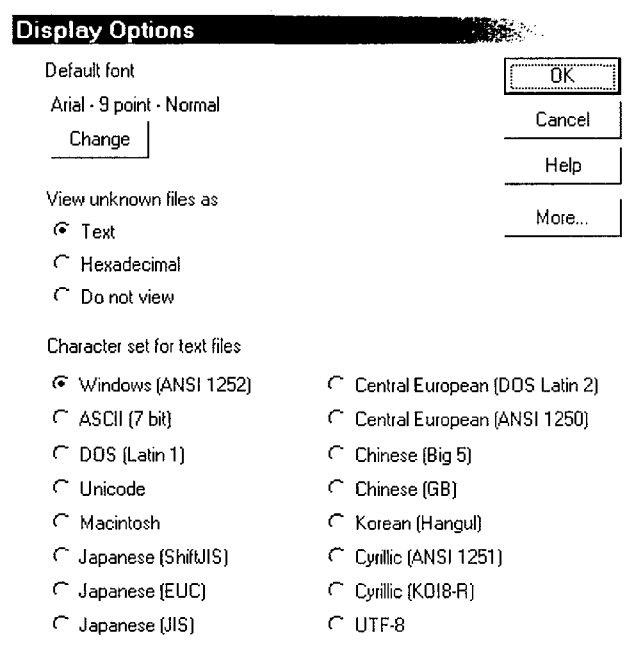 Display Options
Default font
Arial - 9 point - Normal
Change
OK
Cancel
Help
More...
View unknown files as
Text
Hexadecimal
Do not view
Character set for text files
Windows (ANSI 1252)
ASCII (7 bit)
DOS (Latin 1)
Unicode
Macintosh
Japanese (ShiftJIS)
Japanese (EUC)
Japanese (JIS)
Central European (DOS Latin 2)
Central European (ANSI 1250)
Chinese (Big 5)
Chinese (GB)
Korean (Hangul)
Cyrillic (ANSI 1251)
Cyrillic (KOI8-R)
UTF-8